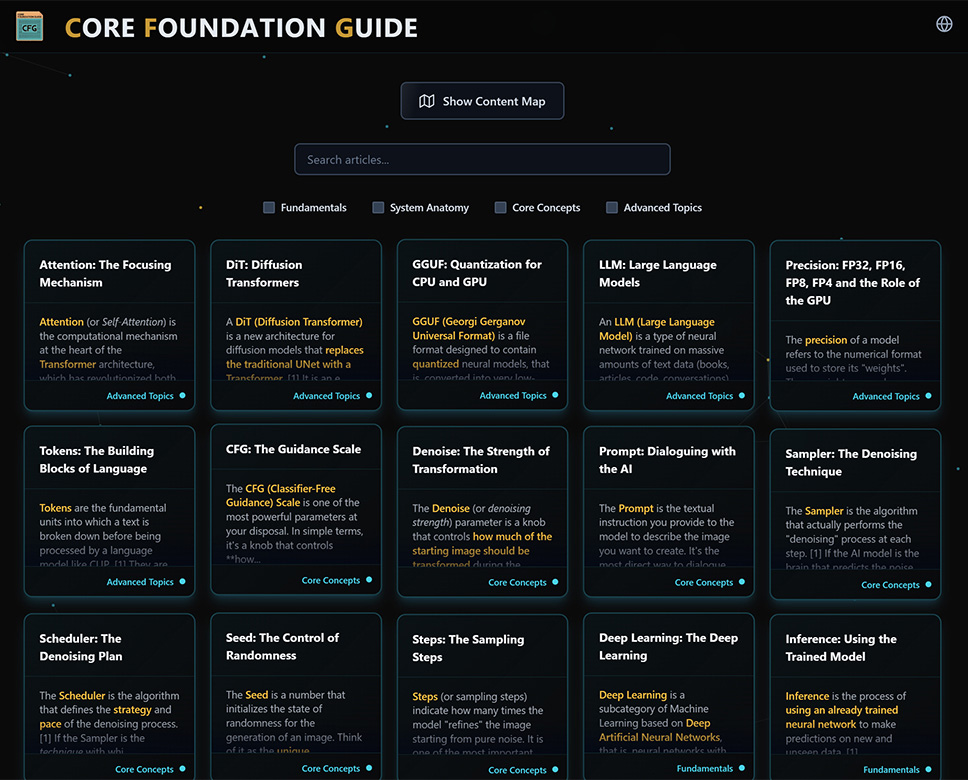 CFG
CORE FOUNDATION GUIDE
Show Content Map
Search articles...
Fundamentals
System Anatomy
Core Concepts
Advanced Topics
Attention: The Focusing
Mechanism
Attention (or Self-Attention) is
the computational mechanism
at the heart of the
Transformer architecture,
which has revolutionized both
Advanced Topics
DiT: Diffusion
Transformers
A DiT (Diffusion Transformer)
is a new architecture for
diffusion models that replaces
the traditional UNet with a
Transformer. [1] It is an e
Advanced Topics
GGUF: Quantization for
CPU and GPU
GGUF (Georgi Gerganov
Universal Format) is a file
format designed to contain
quantized neural models, that
is, converted into very low-
Advanced Topics
LLM: Large Language
Models
An LLM (Large Language
Model) is a type of neural
network trained on massive
amounts of text data (books,
articles, code, conversations)
Advanced Topics
Precision: FP32, FP16,
FP8, FP4 and the Role of
the GPU
The precision of a model
refers to the numerical format
used to store its "weights".
Advanced Topics
Tokens: The Building
Blocks of Language
Tokens are the fundamental
units into which a text is
broken down before being
processed by a language
model like CLIP. [1] They are
Advanced Topics
CFG: The Guidance Scale
The CFG (Classifier-Free
Guidance) Scale is one of the
most powerful parameters at
your disposal. In simple terms,
it's a knob that controls
**how...
Core Concepts
Denoise: The Strength of
Transformation
The Denoise (or denoising
strength) parameter is a knob
that controls how much of the
starting image should be
transformed during the
Core Concepts
Prompt: Dialoguing with
the AI
The Prompt is the textual
instruction you provide to the
model to describe the image
you want to create. It's the
most direct way to dialogue
Core Concepts
Sampler: The Denoising
Technique
The Sampler is the algorithm
that actually performs the
"denoising" process at each
step. [1] If the AI model is the
brain that predicts the noise
Core Concepts
Scheduler: The
Denoising Plan
The Scheduler is the algorithm
that defines the strategy and
pace of the denoising process.
[1] If the Sampler is the
technique with whi
Core Concepts
Seed: The Control of
Randomness
The Seed is a number that
initializes the state of
randomness for the
generation of an image. Think
of it as the unique
Core Concepts
Steps: The Sampling
Steps
Steps (or sampling steps)
indicate how many times the
model "refines" the image
starting from pure noise. It is
one of the most important
Core Concepts
Deep Learning: The Deep
Learning
Deep Learning is a
subcategory of Machine
Learning based on Deep
Artificial Neural Networks,
that is, neural networks with
Fundamentals
Inference: Using the
Trained Model
Inference is the process of
using an already trained
neural network to make
predictions on new and
unseen data. [1]
Fundamentals